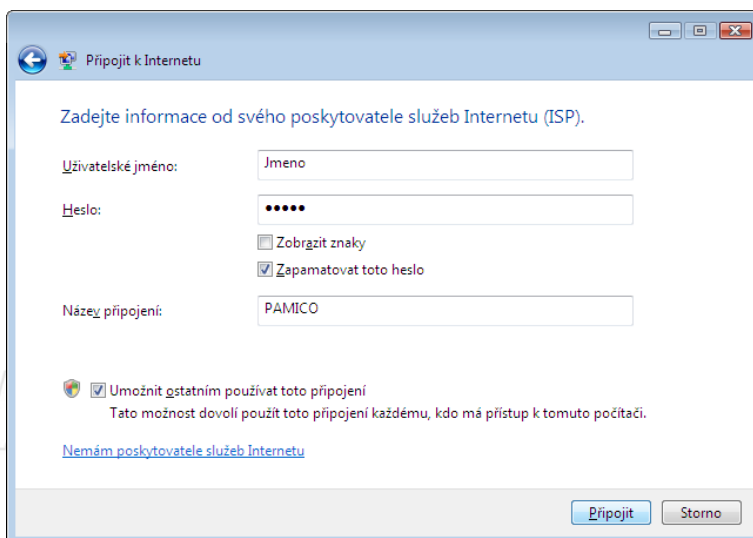 Připojit k Internetu
Zadejte informace od svého poskytovatele služeb Internetu (ISP).
Uživatelské jméno:
Jmeno
Heslo:
●●●●●
Zobrazit znaky
Zapamatovat toto heslo
Název připojení:
PAMICO
Umožnit ostatním používat toto připojení
Tato možnost dovolí použít toto připojení každému, kdo má přístup k tomuto počítači.
Nemám poskytovatele služeb Internetu
Připojit
Storno